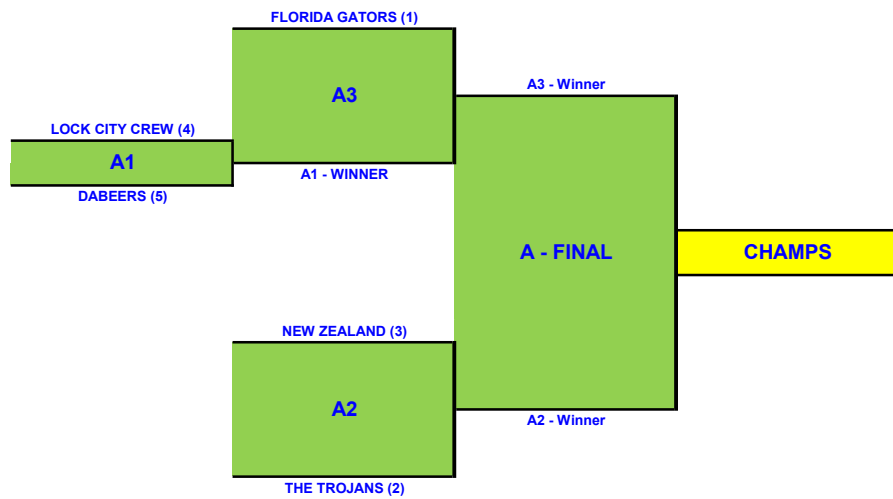 FLORIDA GATORS (1)
A3
A3 - Winner
LOCK CITY CREW (4)
A1
A1 - WINNER
DABEERS (5)
A - FINAL
CHAMPS
NEW ZEALAND (3)
A2
A2 - Winner
THE TROJANS (2)